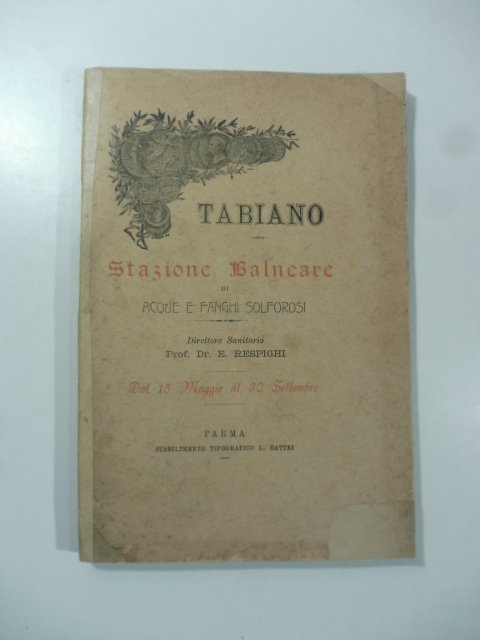 TABIANO
Stazione Balneare
DI
ACQUE E FANGHI SOLFOROSI
Direttore Sanitario
Prof. Dr. E. RESPIGHI
Dal 15 Maggio al 30 Settembre
PARMA
STABILIMENTO TIPOGRAFICO L. BATTEI